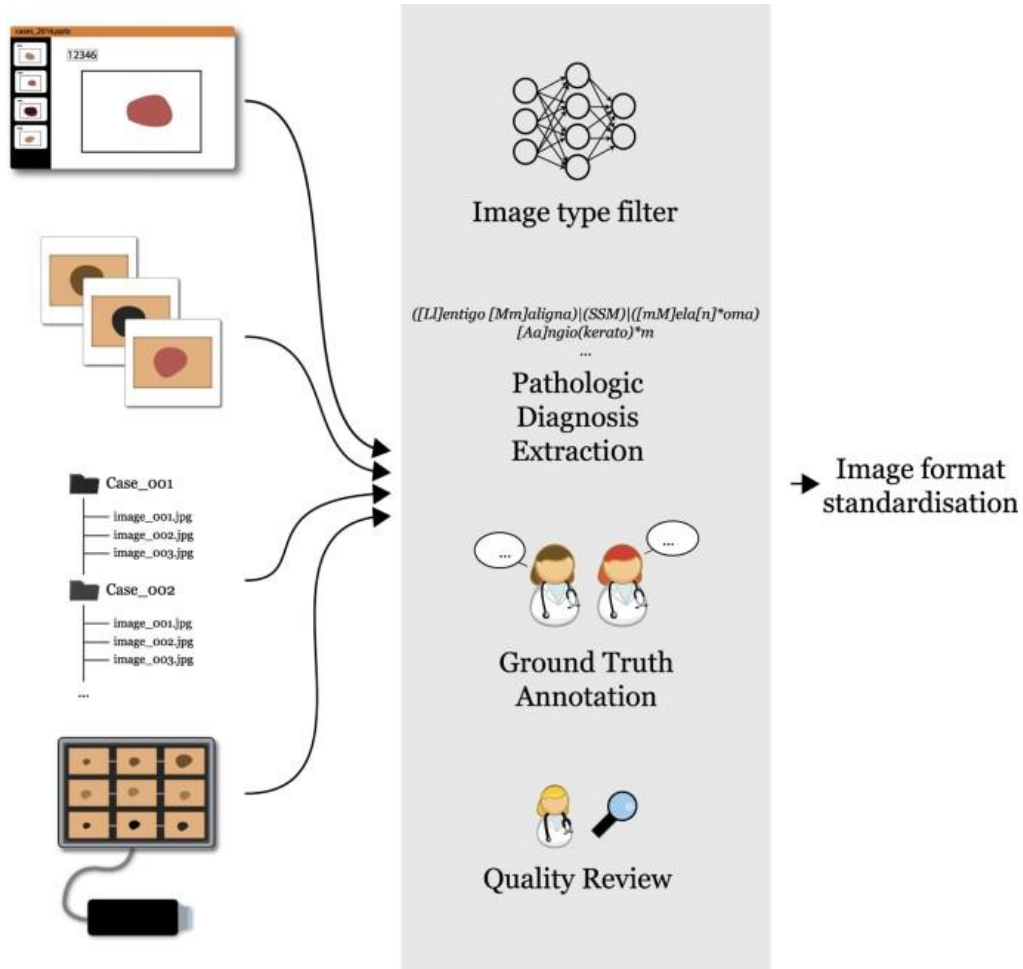 cases_2016.pptx
12346
Case_001
image_001.jpg
image_002.jpg
image_003.jpg
Case_002
image_001.jpg
image_002.jpg
image_003.jpg
...
Image type filter
([Ll]entigo [Mm]aligna)|(SSM)|([mM]ela[n]*oma)
[Aa]ngio(kerato)*m
...
Pathologic
Diagnosis
Extraction
...
...
Ground Truth
Annotation
Quality Review
Image format
standardisation